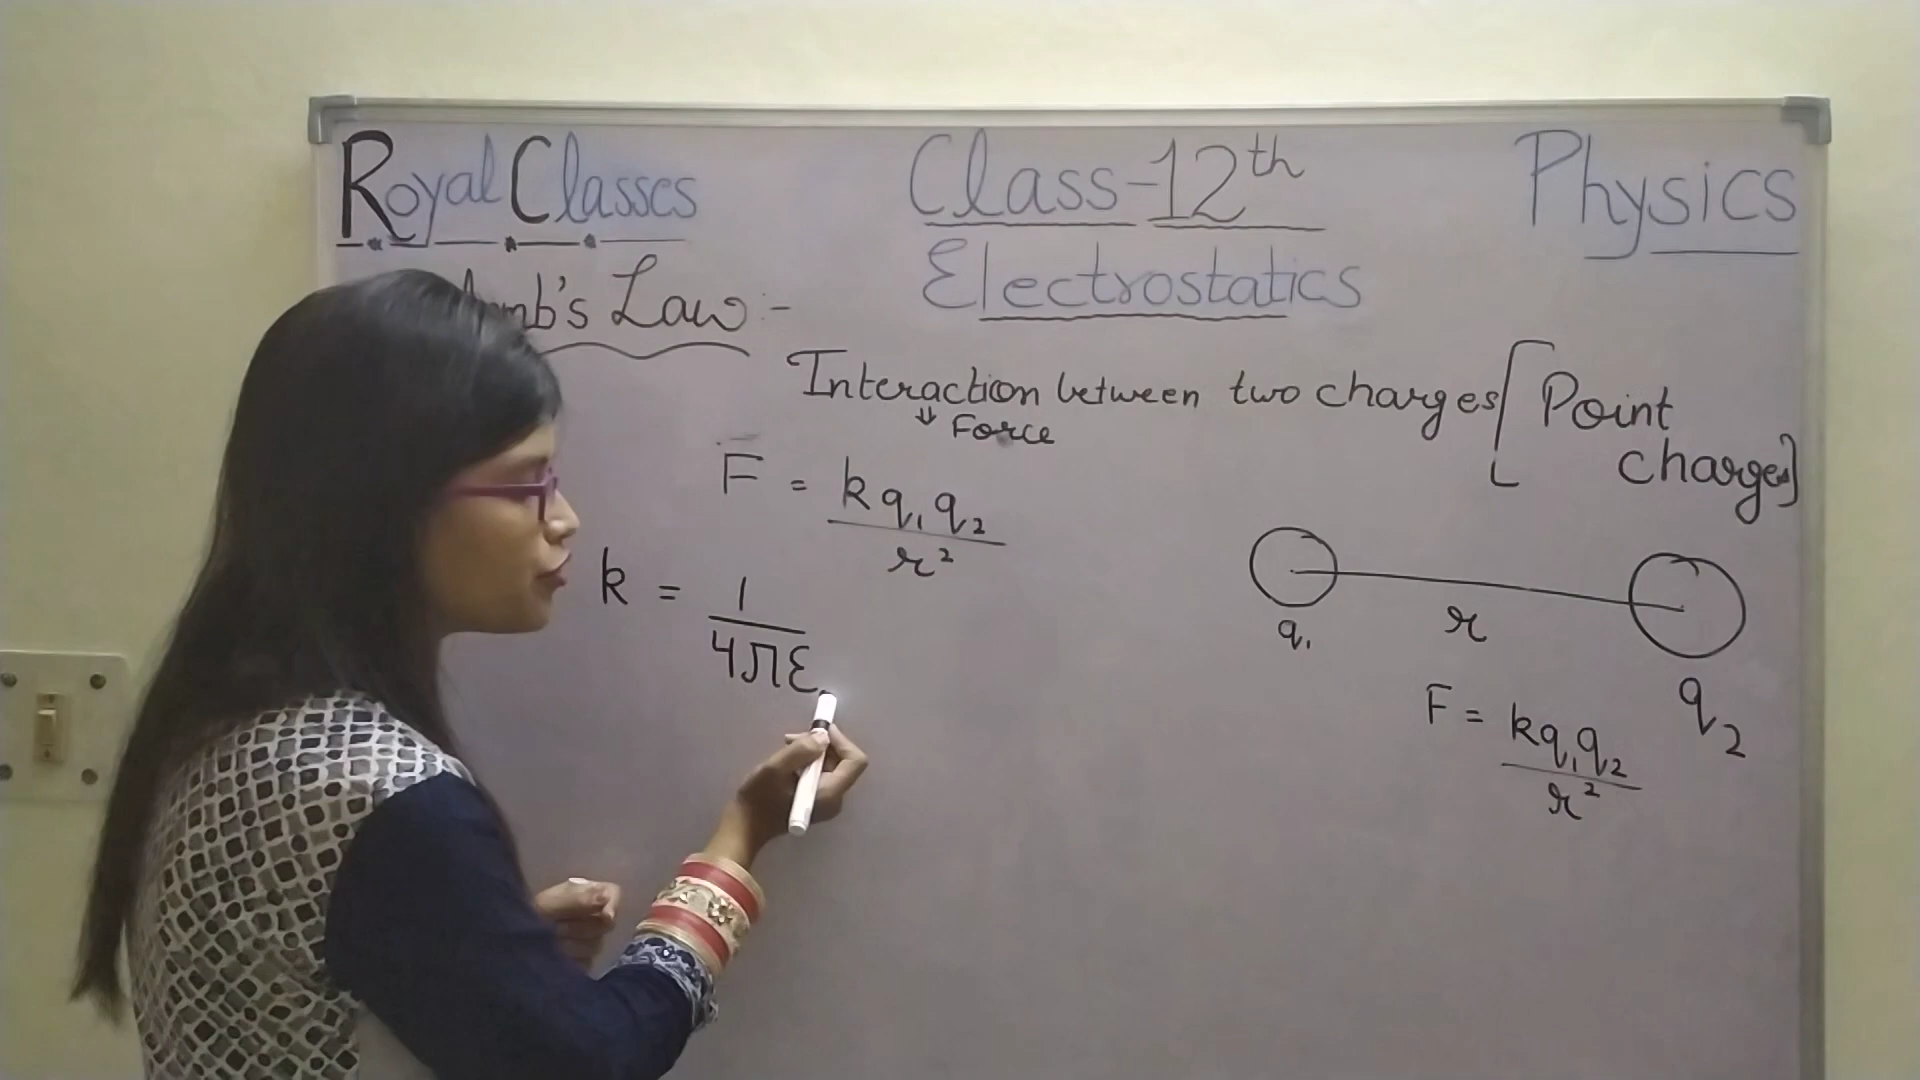 Royal Classes
Class-12th
Physics
Electrostatics
mb's Law :-
Interaction between two charges [Point charges]
⇓ Force
F = kq₁q₂/r²
k = 1/4πε
q₁
r
q₂
F = kq₁q₂/r²